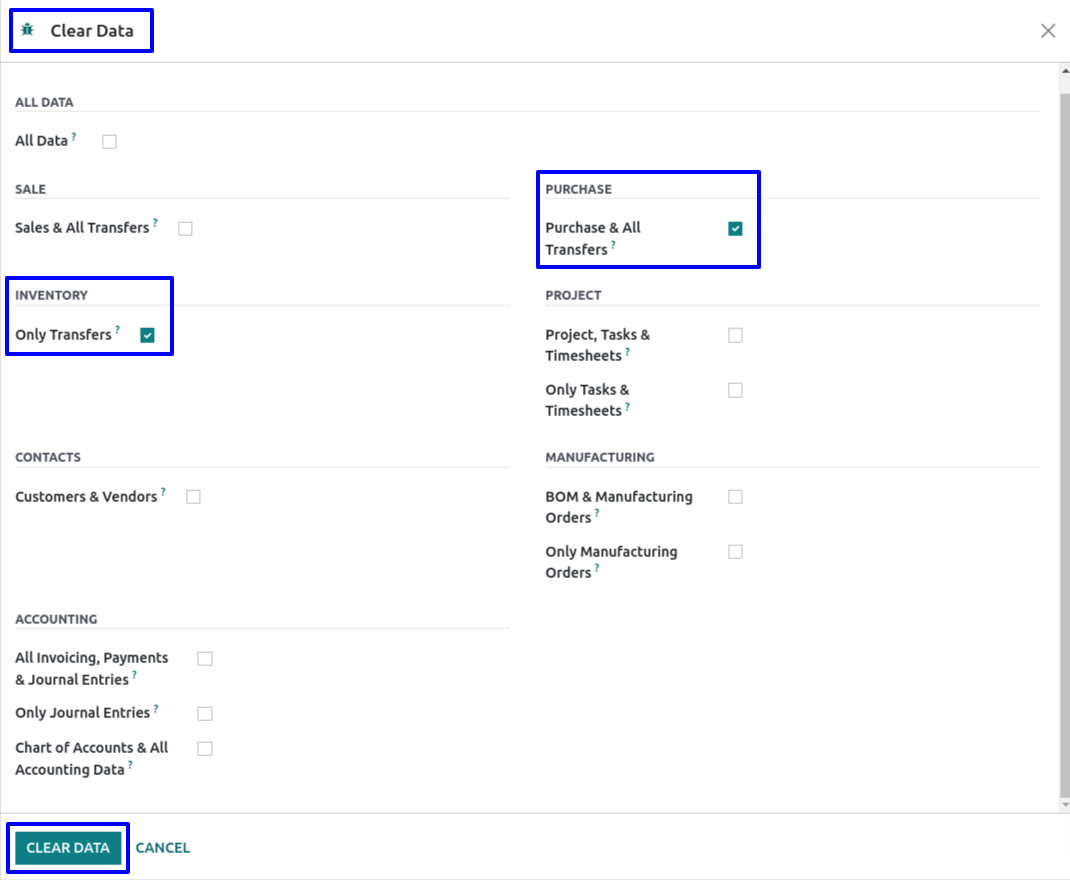 Clear Data
ALL DATA
All Data ?
SALE
Sales & All Transfers ?
PURCHASE
Purchase & All
Transfers ?
INVENTORY
Only Transfers ?
PROJECT
Project, Tasks &
Timesheets ?
Only Tasks &
Timesheets ?
CONTACTS
Customers & Vendors ?
MANUFACTURING
BOM & Manufacturing
Orders ?
Only Manufacturing
Orders ?
ACCOUNTING
All Invoicing, Payments
& Journal Entries ?
Only Journal Entries ?
Chart of Accounts & All
Accounting Data ?
CLEAR DATA
CANCEL